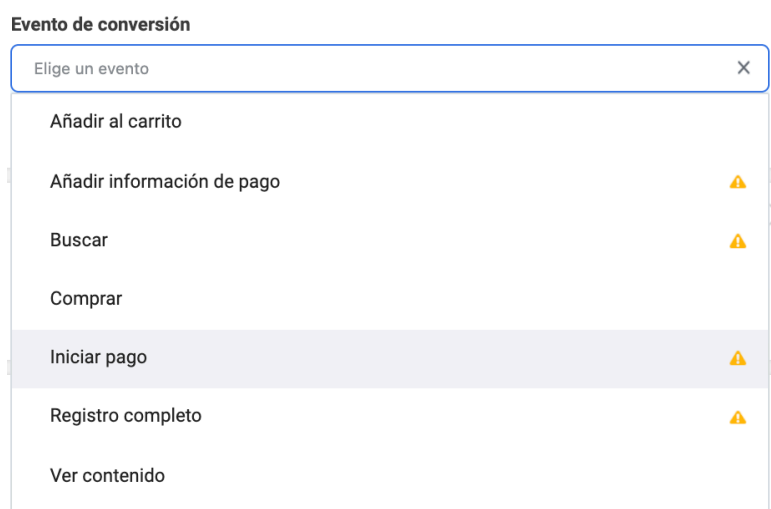 Evento de conversión
Elige un evento
Añadir al carrito
Añadir información de pago
Buscar
Comprar
Iniciar pago
Registro completo
Ver contenido